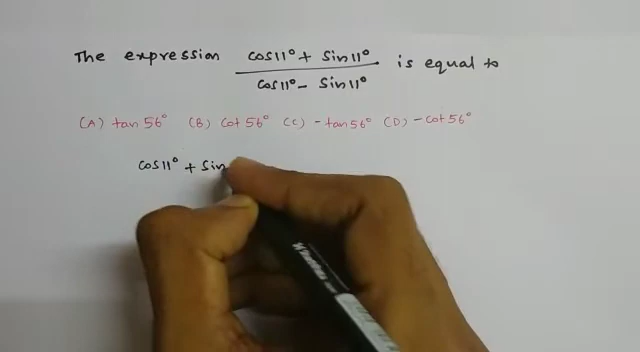 The expression cos11° + sin11° / cos11° - sin11° is equal to
(A) tan 56° (B) cot 56° (C) - tan 56° (D) - cot 56°
cos11° + sin